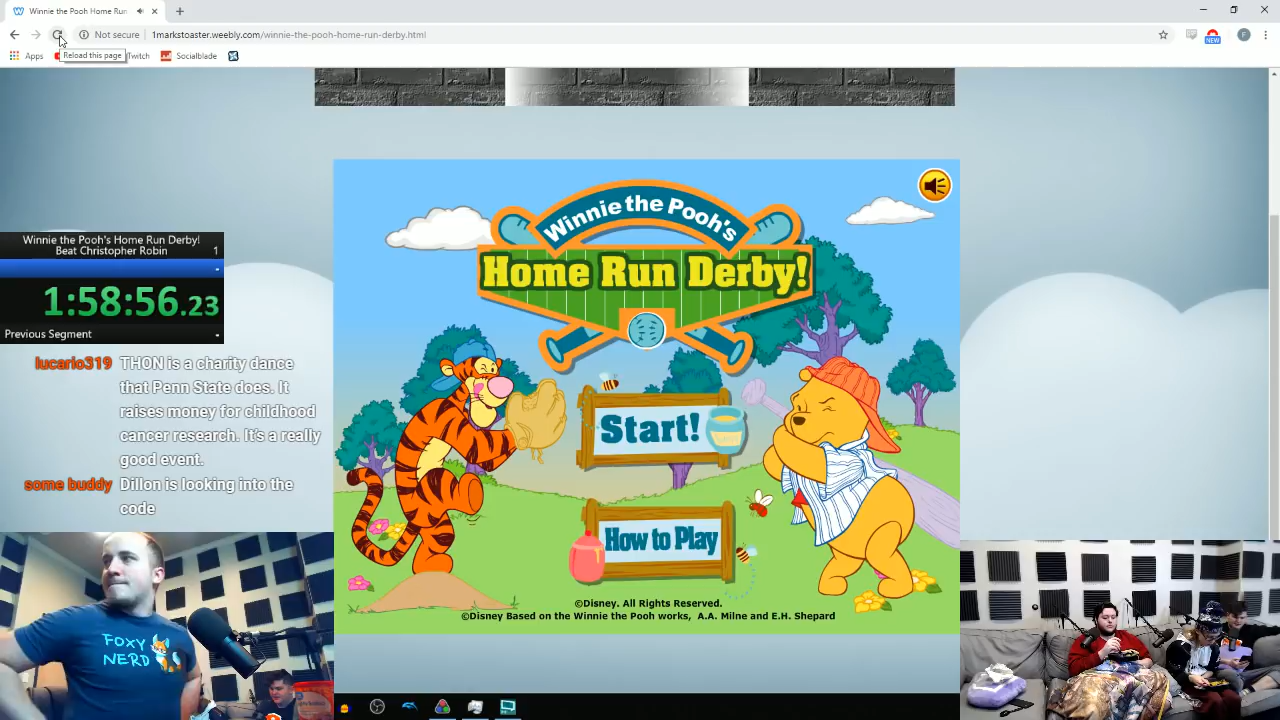 Winnie the Pooh Home Run
Not secure
1markstoaster.weebly.com/winnie-the-pooh-home-run-derby.html
NEW
F
Apps
Reload this page
Twitch
Socialblade
Winnie the Pooh's
Home Run Derby!
Winnie the Pooh's Home Run Derby!
Beat Christopher Robin 1
-
1:58:56.23
Previous Segment -
lucario319 THON is a charity dance
that Penn State does. It
raises money for childhood
cancer research. It's a really
good event.
some buddy Dillon is looking into the
code
Start!
How to Play
©Disney. All Rights Reserved.
©Disney Based on the Winnie the Pooh works, A.A. Milne and E.H. Shepard
FOXY
NERD